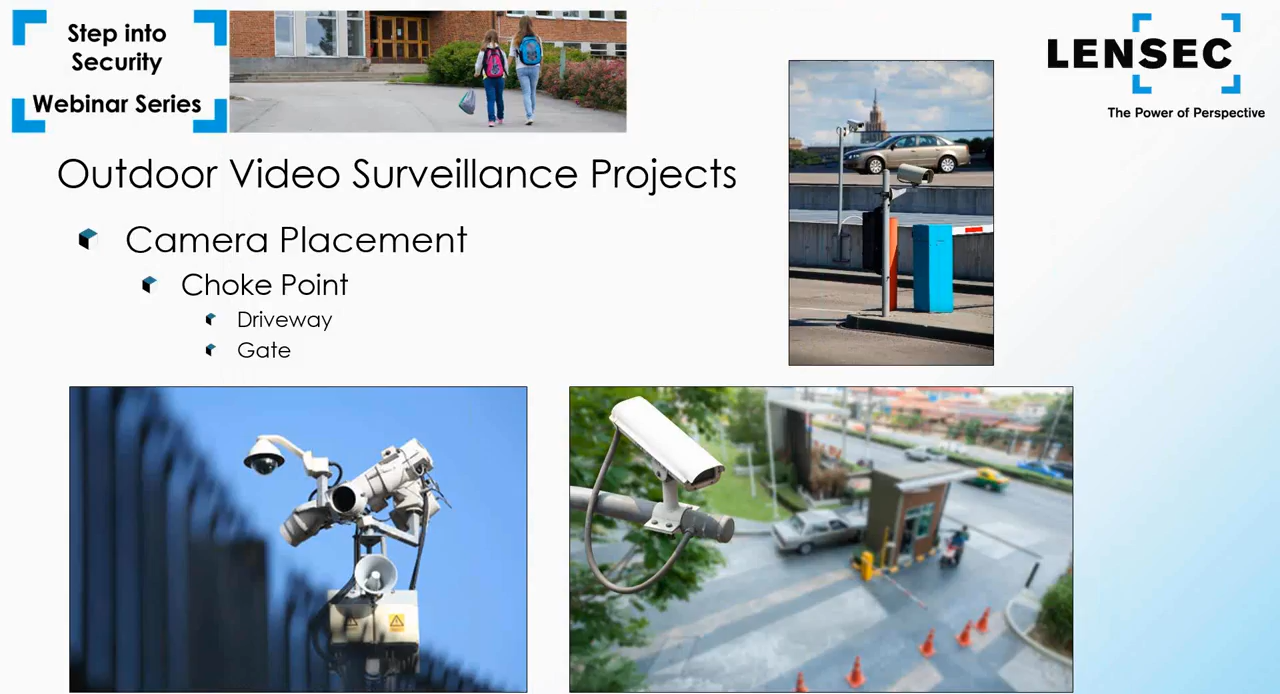 Step into
Security
Webinar Series
LENSEC
The Power of Perspective
Outdoor Video Surveillance Projects
Camera Placement
Choke Point
Driveway
Gate